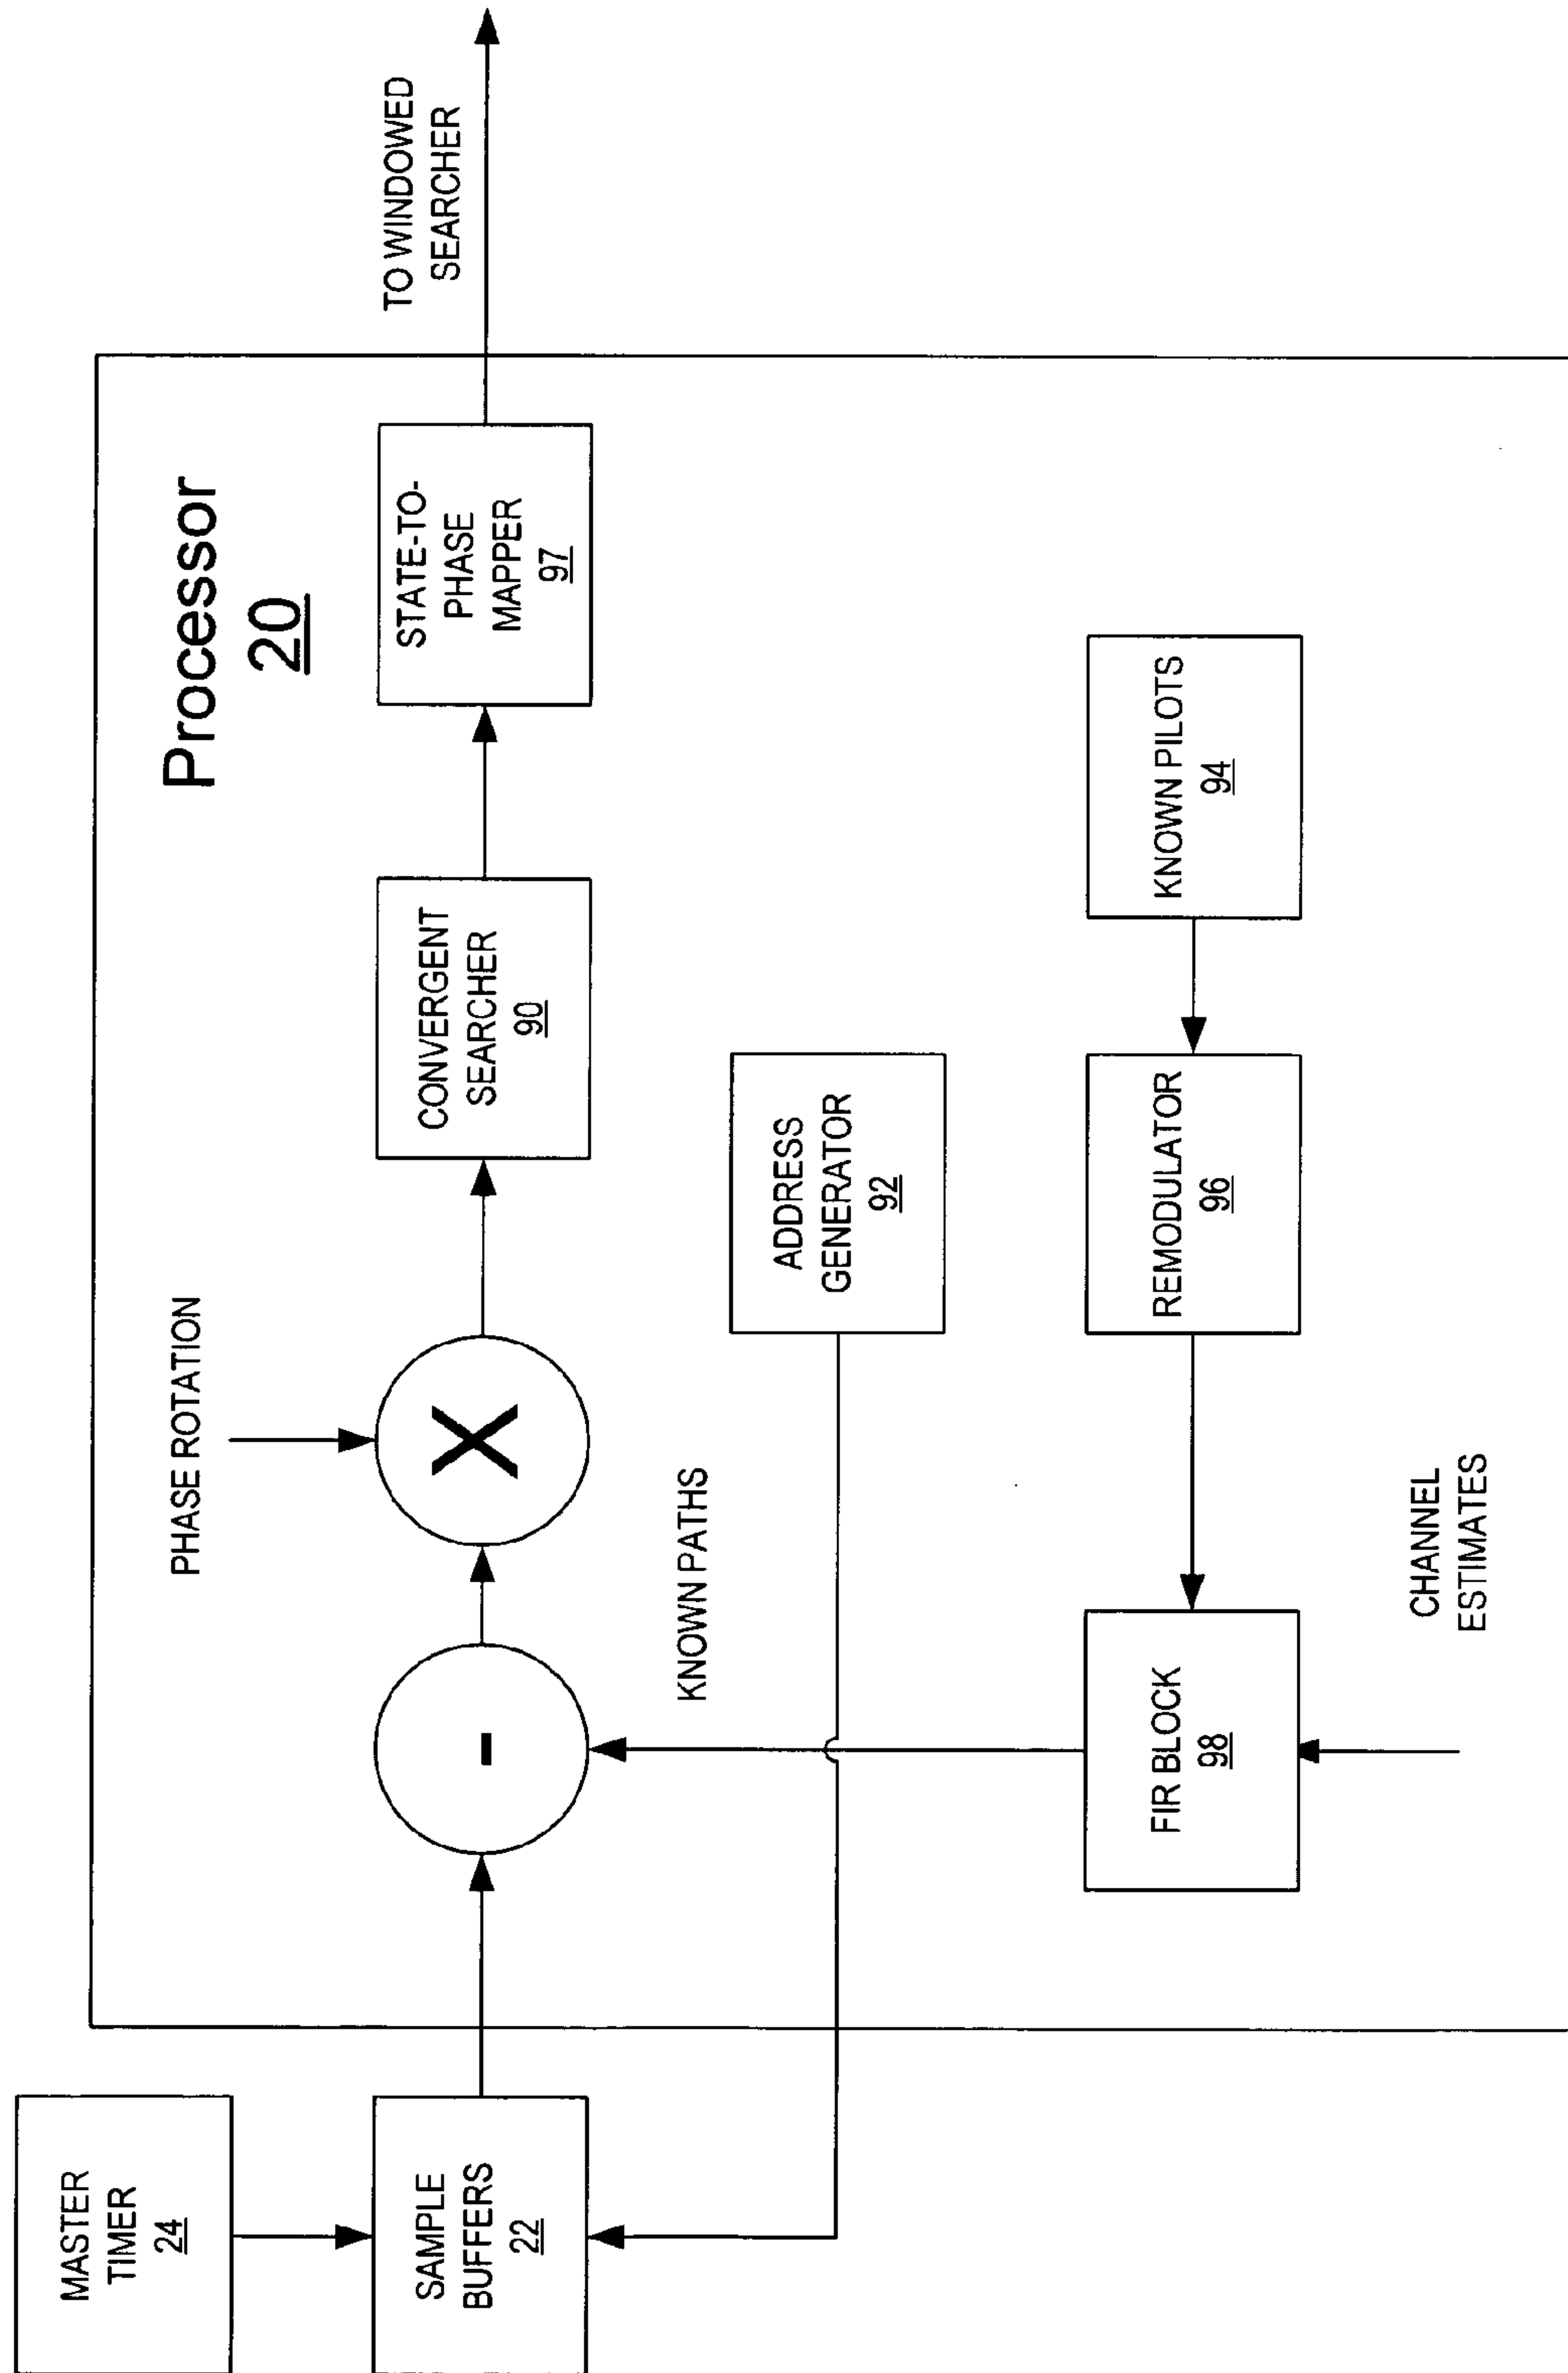 MASTER
TIMER
24
SAMPLE
BUFFERS
22
Processor
20
PHASE ROTATION
-
X
CONVERGENT
SEARCHER
90
STATE-TO-
PHASE
MAPPER
97
TO WINDOWED
SEARCHER
KNOWN PATHS
ADDRESS
GENERATOR
92
FIR BLOCK
98
REMODULATOR
96
KNOWN PILOTS
94
CHANNEL
ESTIMATES